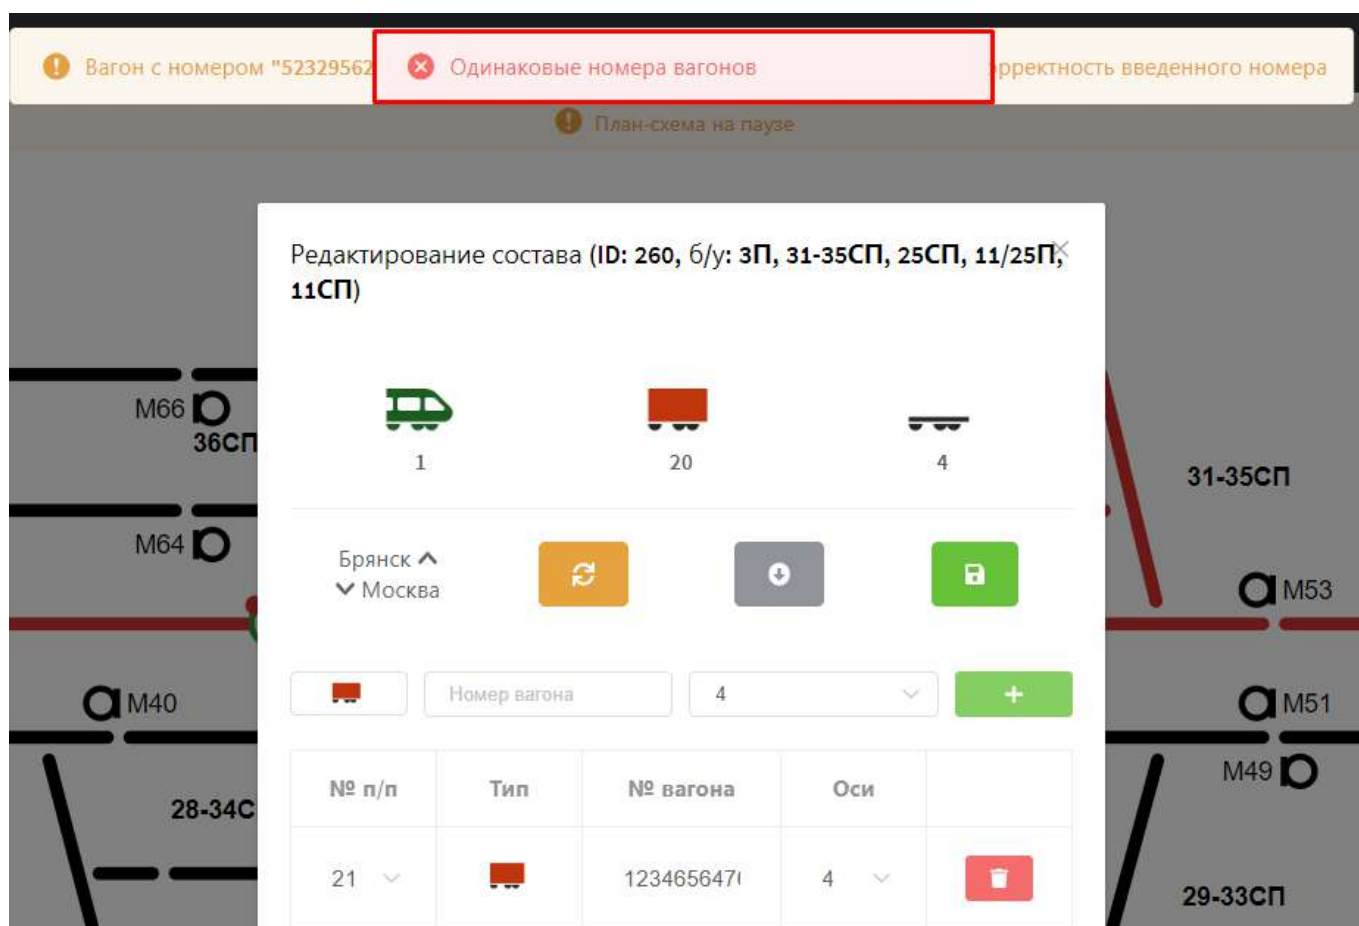 Вагон с номером "52329562
Одинаковые номера вагонов
введенного номера
План-схема на паузе
Редактирование состава (ID: 260, б/у: 3П, 31-35СП, 25СП, 11/25П,
11СП)
М66
36СП
1
20
4
31-35СП
М64
Брянск
Москва
М53
М40
Номер вагона
4
М51
№ п/п
Тип
№ вагона
Оси
М49
28-34С
21
4
29-33СП